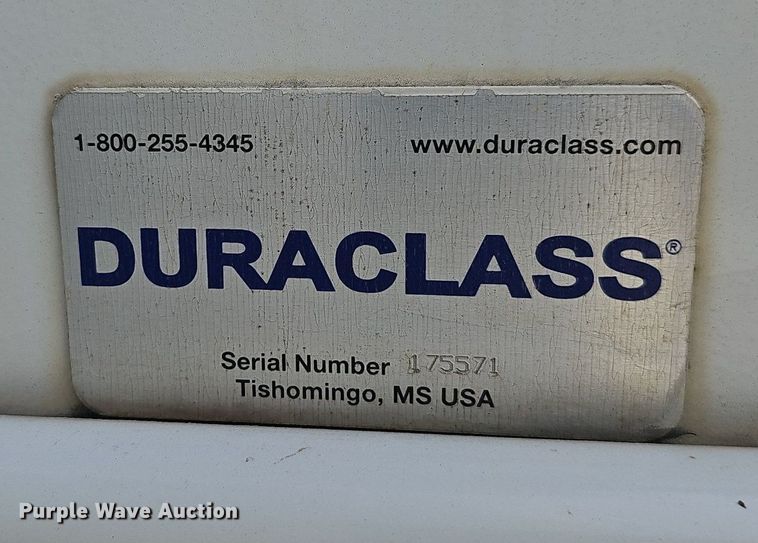 1-800-255-4345 www.duraclass.com
DURACLASS®
Serial Number 175571
Tishomingo, MS USA
Purple Wave Auction